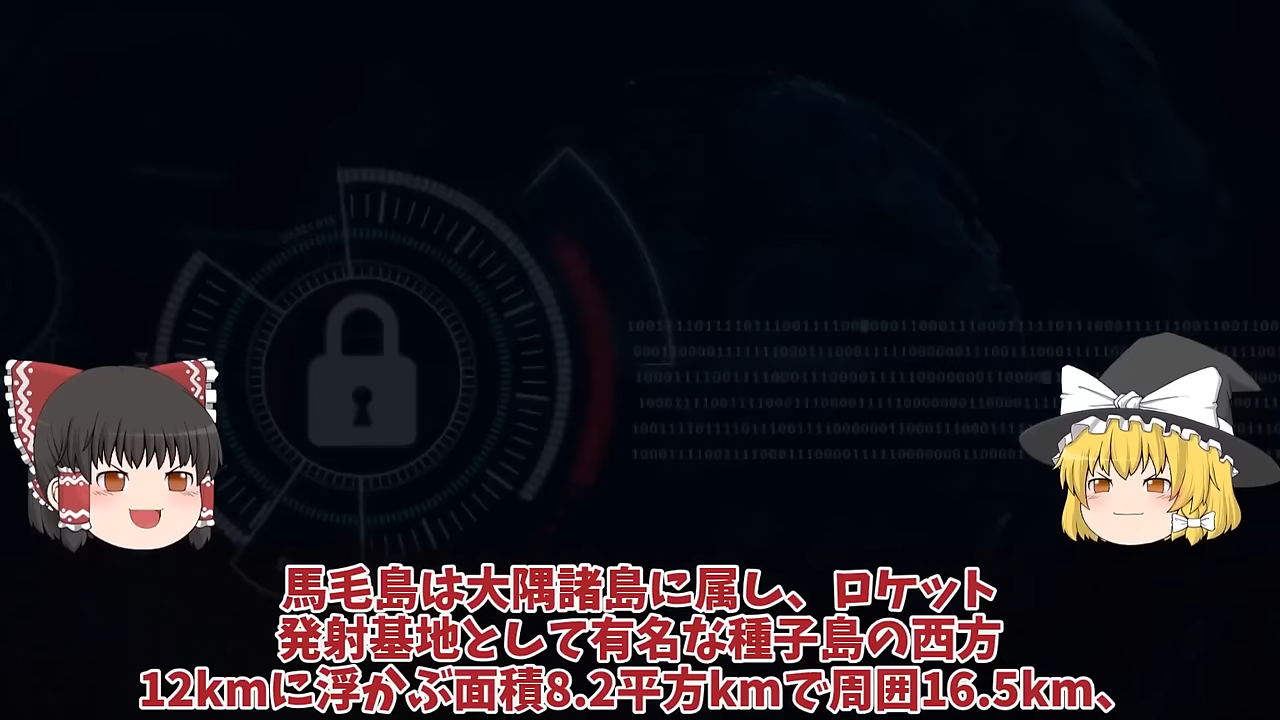 馬毛島は大隅諸島に属し、ロケット
発射基地として有名な種子島の西方
12kmに浮かぶ面積8.2平方kmで周囲16.5km、